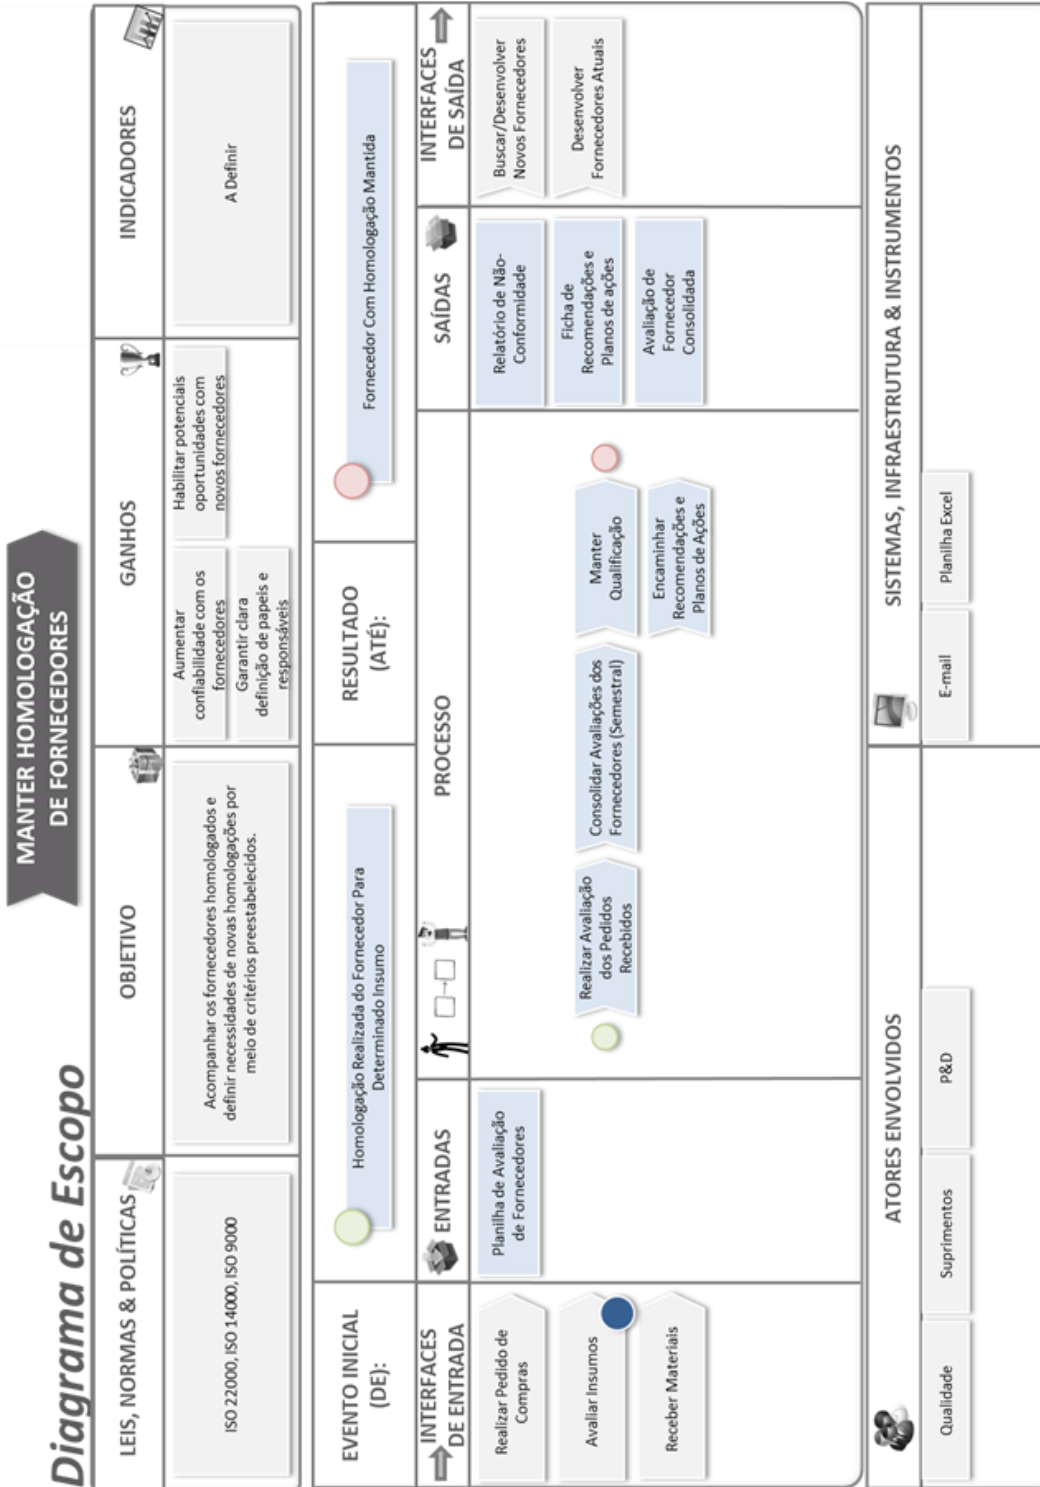 MANTER HOMOLOGAÇÃO
DE FORNECEDORES
Diagrama de Escopo
LEIS, NORMAS & POLÍTICAS
ISO 22000, ISO 14000, ISO 9000
OBJETIVO
Acompanhar os fornecedores homologados e
definir necessidades de novas homologações por
meio de critérios preestabelecidos.
GANHOS
Aumentar
confiabilidade com os
fornecedores
Garantir clara
definição de papeis e
responsáveis
Habilitar potenciais
oportunidades com
novos fornecedores
INDICADORES
A Definir
EVENTO INICIAL
(DE):
Homologação Realizada do Fornecedor Para
Determinado Insumo
RESULTADO
(ATÉ):
Fornecedor Com Homologação Mantida
INTERFACES
DE ENTRADA
Realizar Pedido de
Compras
Avaliar Insumos
Receber Materiais
ENTRADAS
Planilha de Avaliação
de Fornecedores
PROCESSO
Realizar Avaliação
dos Pedidos
Recebidos
Consolidar Avaliações dos
Fornecedores (Semestral)
Manter
Qualificação
Encaminhar
Recomendações e
Planos de Ações
SAÍDAS
Relatório de Não-
Conformidade
Ficha de
Recomendações e
Planos de ações
Avaliação de
Fornecedor
Consolidada
INTERFACES
DE SAÍDA
Buscar/Desenvolver
Novos Fornecedores
Desenvolver
Fornecedores Atuais
ATORES ENVOLVIDOS
Qualidade
Suprimentos
P&D
SISTEMAS, INFRAESTRUTURA & INSTRUMENTOS
E-mail
Planilha Excel